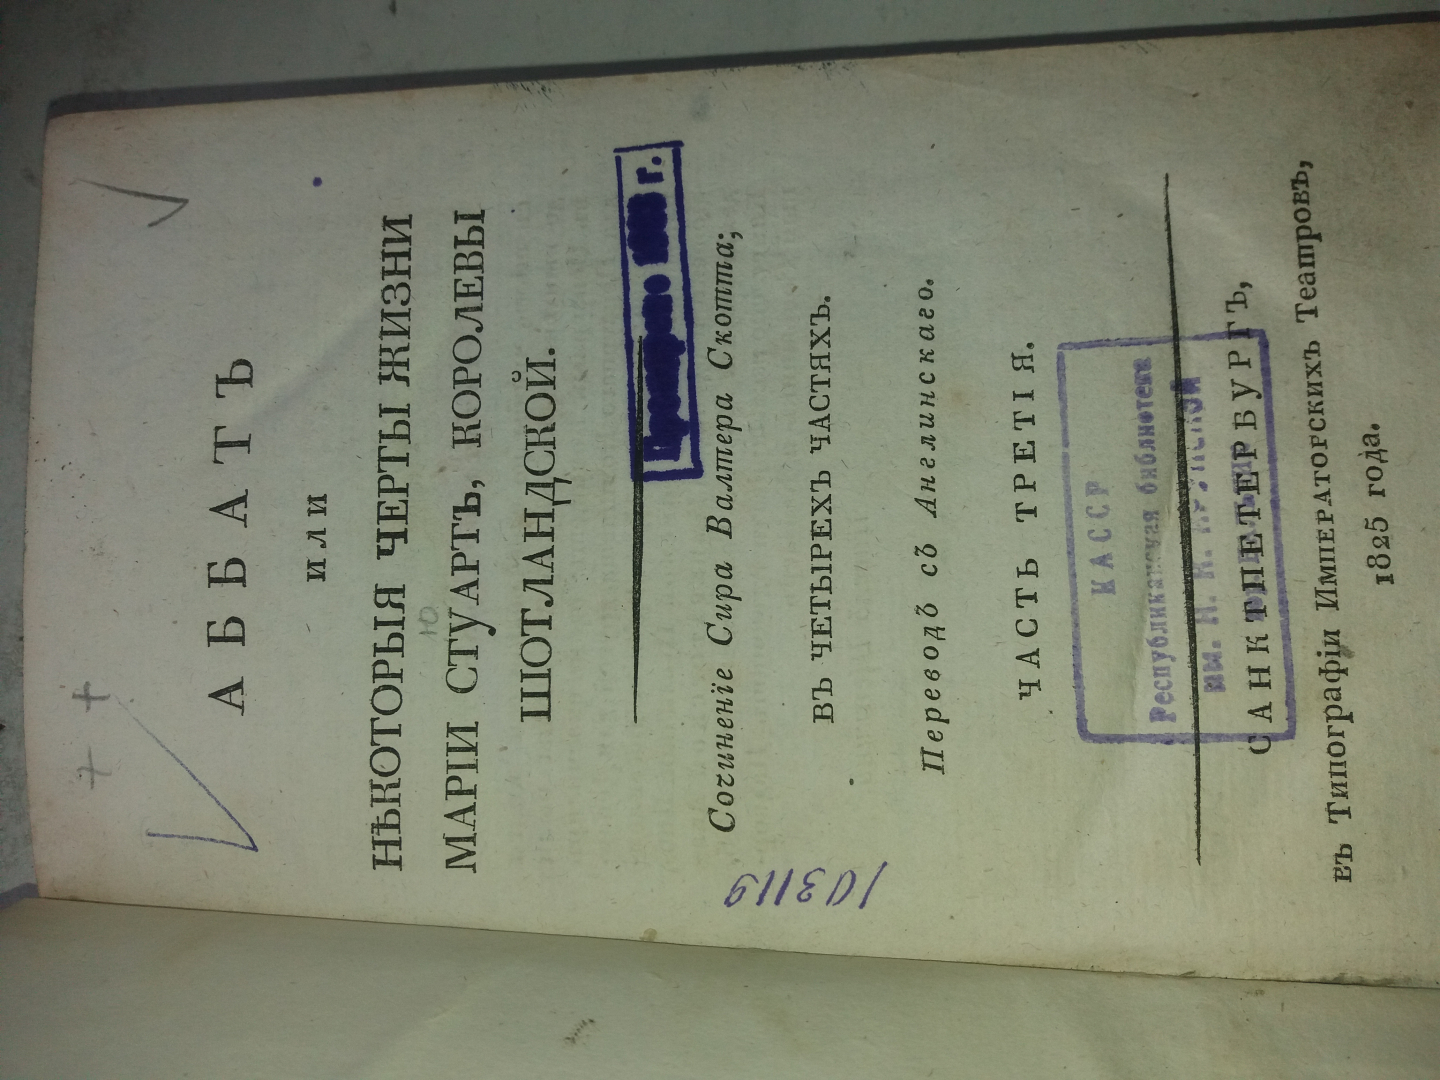 АББАТЪ
или
НѢКОТОРЫЯ ЧЕРТЫ ЖИЗНИ
МАРІИ СТУАРТЪ, КОРОЛЕВЫ
Ю
ШОТЛАНДСКОЙ.
г.
Сочиненіе Сира Валтера Скотта;
ВЪ ЧЕТЫРЕХЪ ЧАСТЯХЪ.
Переводъ съ Англинскаго.
103119
ЧАСТЬ ТРЕТІЯ.
КАССР
Республиканская библиотека
им. Н. К.
САНКТПЕТЕРБУРГЪ,
въ Типографіи Императорскихъ Театровъ,
1825 года.